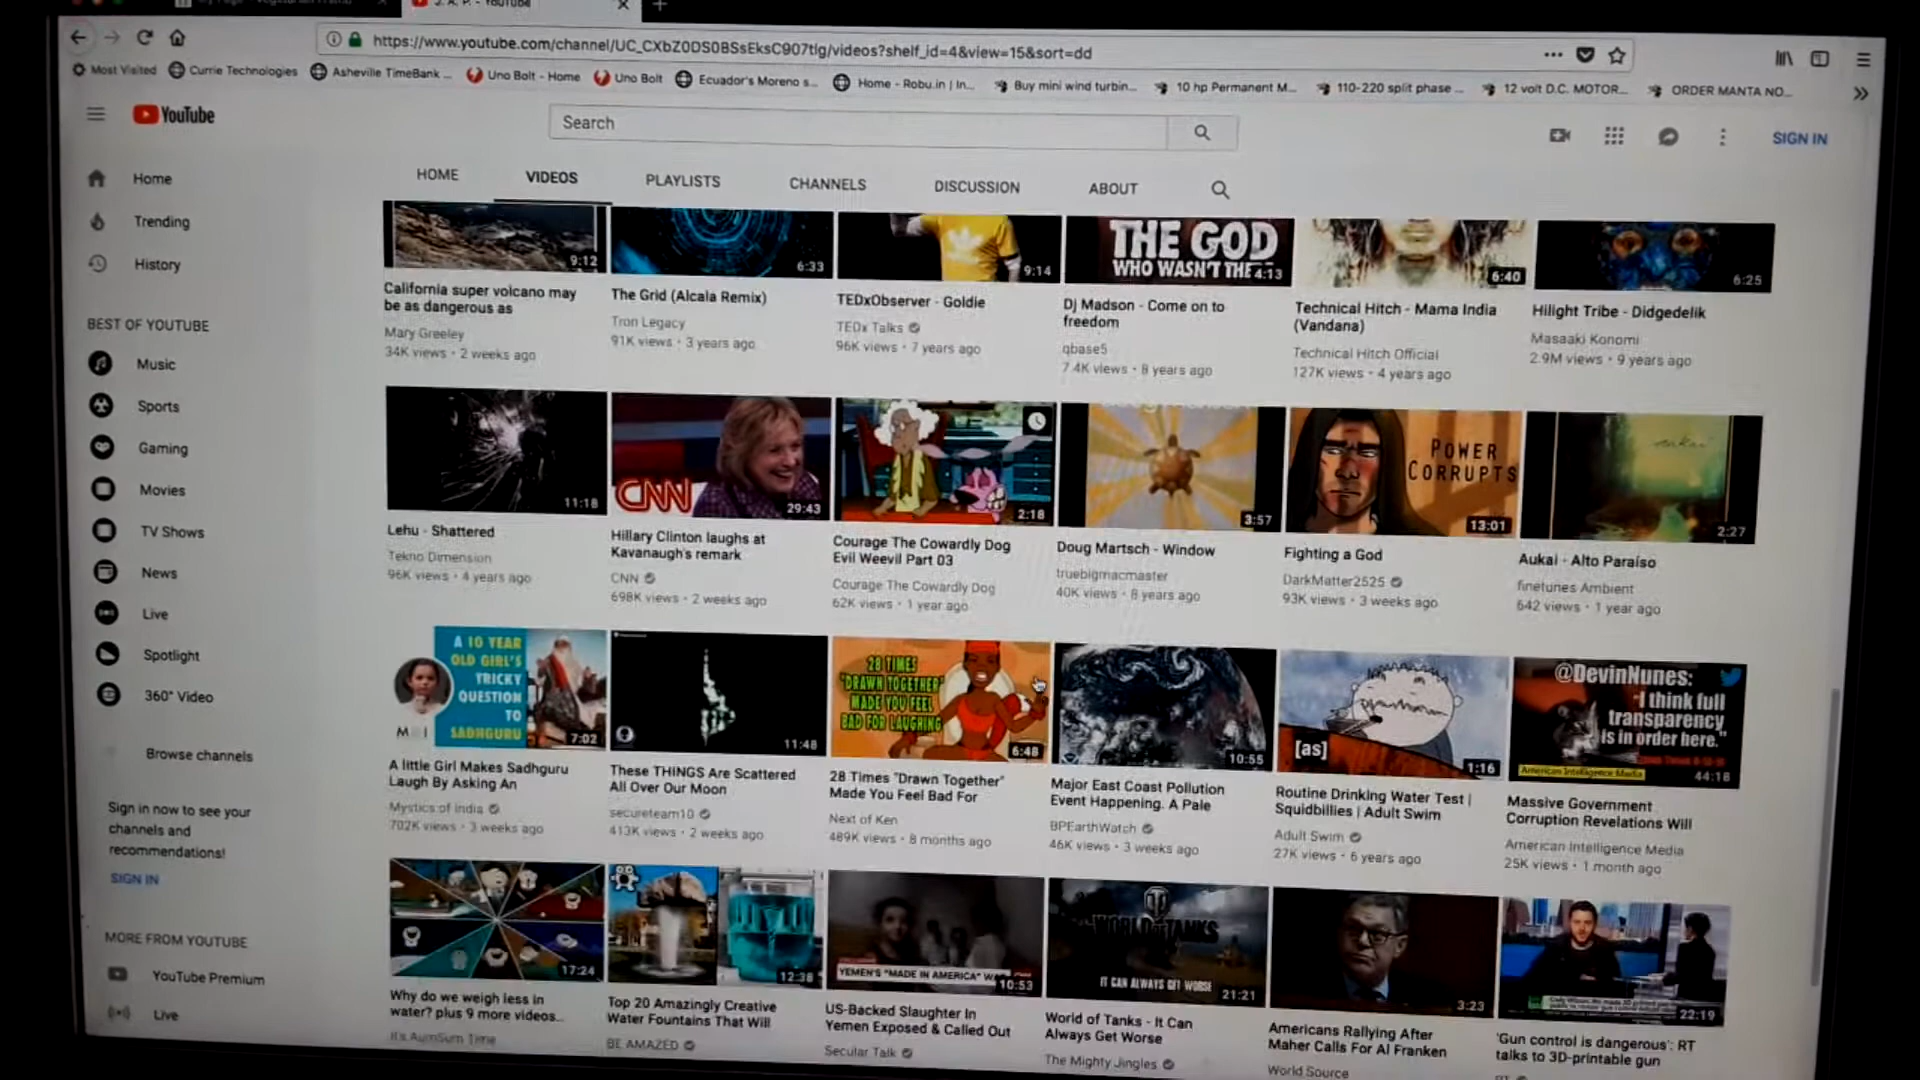 https://www.youtube.com/channel/UC_CXbZ0DS0BSsEksC907tIg/videos?shelf_id=4&view=15&sort=dd
Most Visited
Currie Technologies
Asheville TimeBank ...
Uno Bolt - Home
Uno Bolt
Ecuador's Moreno s...
Home - Robu.in | In...
Buy mini wind turbin...
10 hp Permanent M...
110-220 split phase ...
12 volt D.C. MOTOR...
ORDER MANTA NO...
YouTube
Search
SIGN IN
HOME
VIDEOS
PLAYLISTS
CHANNELS
DISCUSSION
ABOUT
Home
Trending
History
BEST OF YOUTUBE
Music
Sports
Gaming
Movies
TV Shows
News
Live
Spotlight
360° Video
Browse channels
Sign in now to see your
channels and
recommendations!
SIGN IN
MORE FROM YOUTUBE
YouTube Premium
Live
9:12
California super volcano may
be as dangerous as
Mary Greeley
34K views • 2 weeks ago
6:33
The Grid (Alcala Remix)
Tron Legacy
91K views • 3 years ago
9:14
TEDxObserver - Goldie
TEDx Talks
96K views • 7 years ago
THE GOD
WHO WASN'T THE
4:13
Dj Madson - Come on to
freedom
qbase5
7.4K views • 8 years ago
6:40
Technical Hitch - Mama India
(Vandana)
Technical Hitch Official
127K views • 4 years ago
6:25
Hilight Tribe - Didgedelik
Masaaki Konomi
2.9M views • 9 years ago
11:18
Lehu - Shattered
Tekno Dimension
96K views • 4 years ago
CNN
29:43
Hillary Clinton laughs at
Kavanaugh's remark
CNN
698K views • 2 weeks ago
2:18
Courage The Cowardly Dog
Evil Weevil Part 03
Courage The Cowardly Dog
62K views • 1 year ago
3:57
Doug Martsch - Window
truebigmacmaster
40K views • 8 years ago
POWER
CORRUPTS
13:01
Fighting a God
DarkMatter2525
93K views • 3 weeks ago
2:27
Aukai - Alto Paraíso
finetunes Ambient
642 views • 1 year ago
A 10 YEAR
OLD GIRL'S
TRICKY
QUESTION
TO
SADHGURU
7:02
A little Girl Makes Sadhguru
Laugh By Asking An
Mystics of India
702K views • 3 weeks ago
11:48
These THINGS Are Scattered
All Over Our Moon
secureteam10
413K views • 2 weeks ago
28 TIMES
"DRAWN TOGETHER"
MADE YOU FEEL
BAD FOR LAUGHING
6:48
28 Times "Drawn Together"
Made You Feel Bad For
Next of Ken
489K views • 8 months ago
10:55
Major East Coast Pollution
Event Happening. A Pale
BPEarthWatch
46K views • 3 weeks ago
[as]
1:16
Routine Drinking Water Test |
Squidbillies | Adult Swim
Adult Swim
27K views • 6 years ago
@DevinNunes:
"I think full
transparency
is in order here."
American Intelligence Media
44:18
Massive Government
Corruption Revelations Will
American Intelligence Media
25K views • 1 month ago
17:24
Why do we weigh less in
water? plus 9 more videos...
It's AumSum Time
12:38
Top 20 Amazingly Creative
Water Fountains That Will
BE AMAZED
YEMEN'S "MADE IN AMERICA"
10:53
US-Backed Slaughter In
Yemen Exposed & Called Out
Secular Talk
WORLD OF TANKS
IT CAN ALWAYS GET WORSE
21:21
World of Tanks - It Can
Always Get Worse
The Mighty Jingles
3:23
Americans Rallying After
Maher Calls For Al Franken
World Source
22:19
'Gun control is dangerous': RT
talks to 3D-printable gun